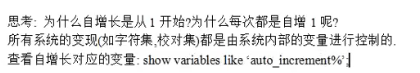 思考: 为什么自增长是从 1 开始?为什么每次都是自增 1 呢?
所有系统的变现(如字符集,校对集)都是由系统内部的变量进行控制的.
查看自增长对应的变量: show variables like ‘auto_increment%’;